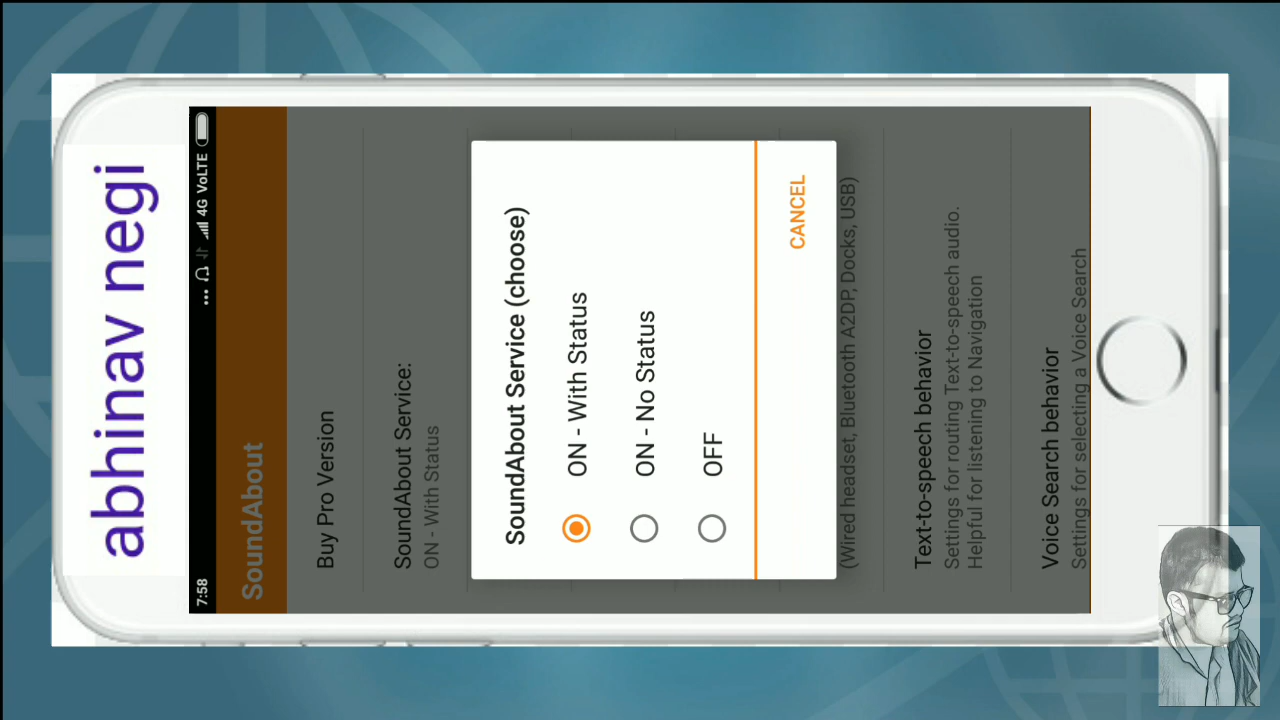 abhinav negi
7:58
... 4G VoLTE
SoundAbout
Buy Pro Version
SoundAbout Service:
ON - With Status
SoundAbout Service (choose)
ON - With Status
ON - No Status
OFF
CANCEL
(Wired headset, Bluetooth A2DP, Docks, USB)
Text-to-speech behavior
Settings for routing Text-to-speech audio.
Helpful for listening to Navigation
Voice Search behavior
Settings for selecting a Voice Search